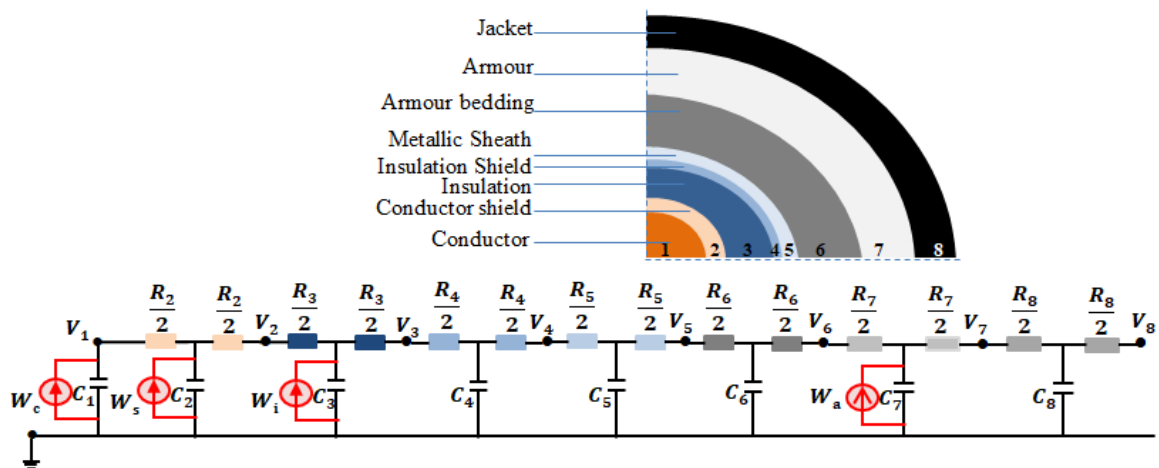 Jacket
Armour
Armour bedding
Metallic Sheath
Insulation Shield
Insulation
Conductor shield
Conductor
1 2 3 4 5 6 7 8
R2/2 R2/2 R3/2 R3/2 R4/2 R4/2 R5/2 R5/2 R6/2 R6/2 R7/2 R7/2 R8/2 R8/2
V1 V2 V3 V4 V5 V6 V7 V8
Wc C1 Ws C2 Wi C3 C4 C5 C6 Wa C7 C8